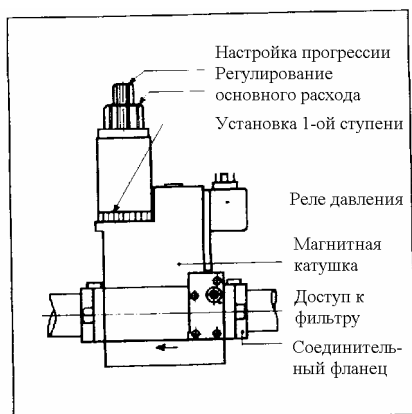 Настройка прогрессии
Регулирование
основного расхода
Установка 1-ой ступени
Реле давления
Магнитная
катушка
Доступ к
фильтру
Соединитель-
ный фланец